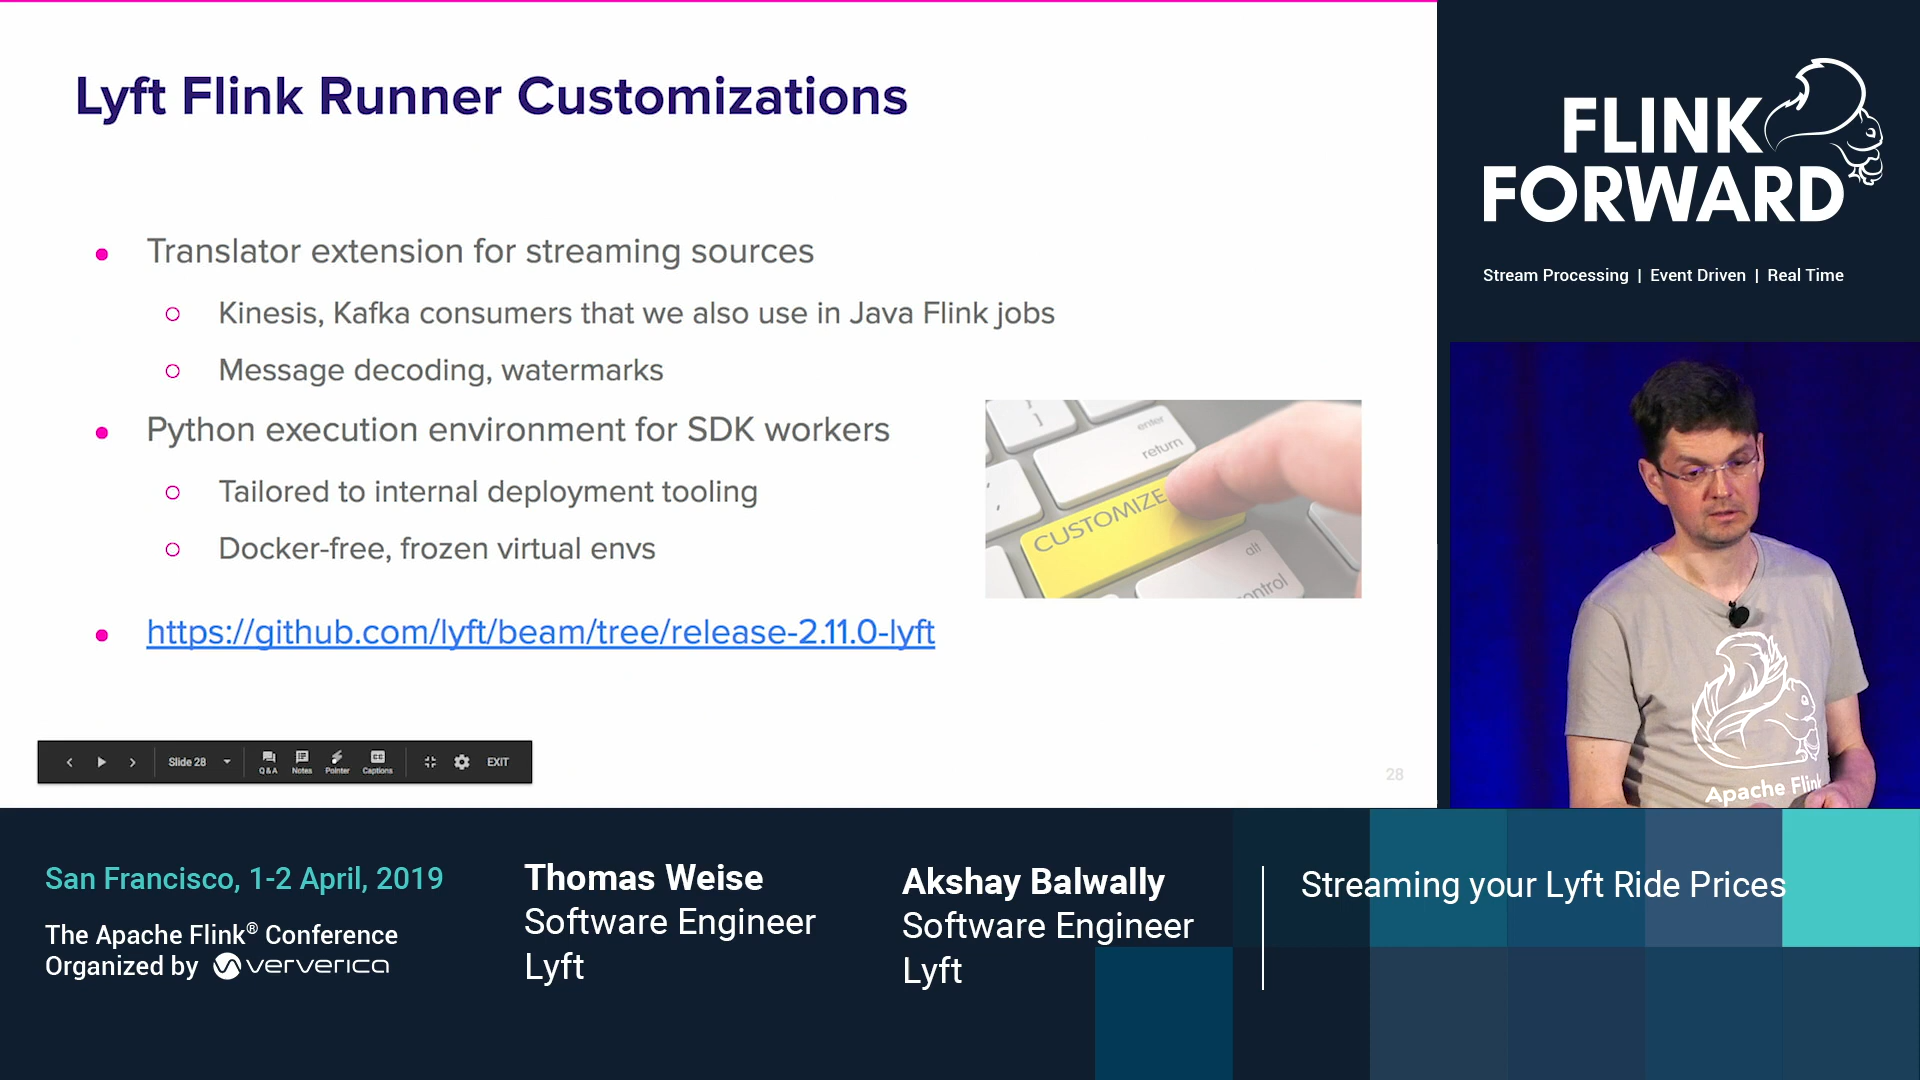 Lyft Flink Runner Customizations
Translator extension for streaming sources
Kinesis, Kafka consumers that we also use in Java Flink jobs
Message decoding, watermarks
Python execution environment for SDK workers
Tailored to internal deployment tooling
Docker-free, frozen virtual envs
https://github.com/lyft/beam/tree/release-2.11.0-lyft
]
enter
return
CUSTOMIZE
alt
control
Slide 28
Q & A
Notes
Pointer
CC
Captions
EXIT
28
FLINK
FORWARD
Stream Processing | Event Driven | Real Time
Apache Flink
San Francisco, 1-2 April, 2019
The Apache Flink® Conference
Organized by ververica
Thomas Weise
Software Engineer
Lyft
Akshay Balwally
Software Engineer
Lyft
Streaming your Lyft Ride Prices